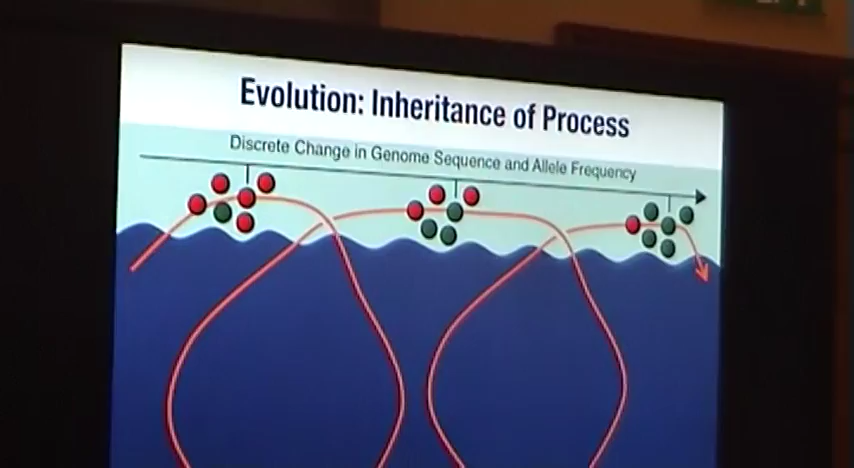 Evolution: Inheritance of Process
Discrete Change in Genome Sequence and Allele Frequency